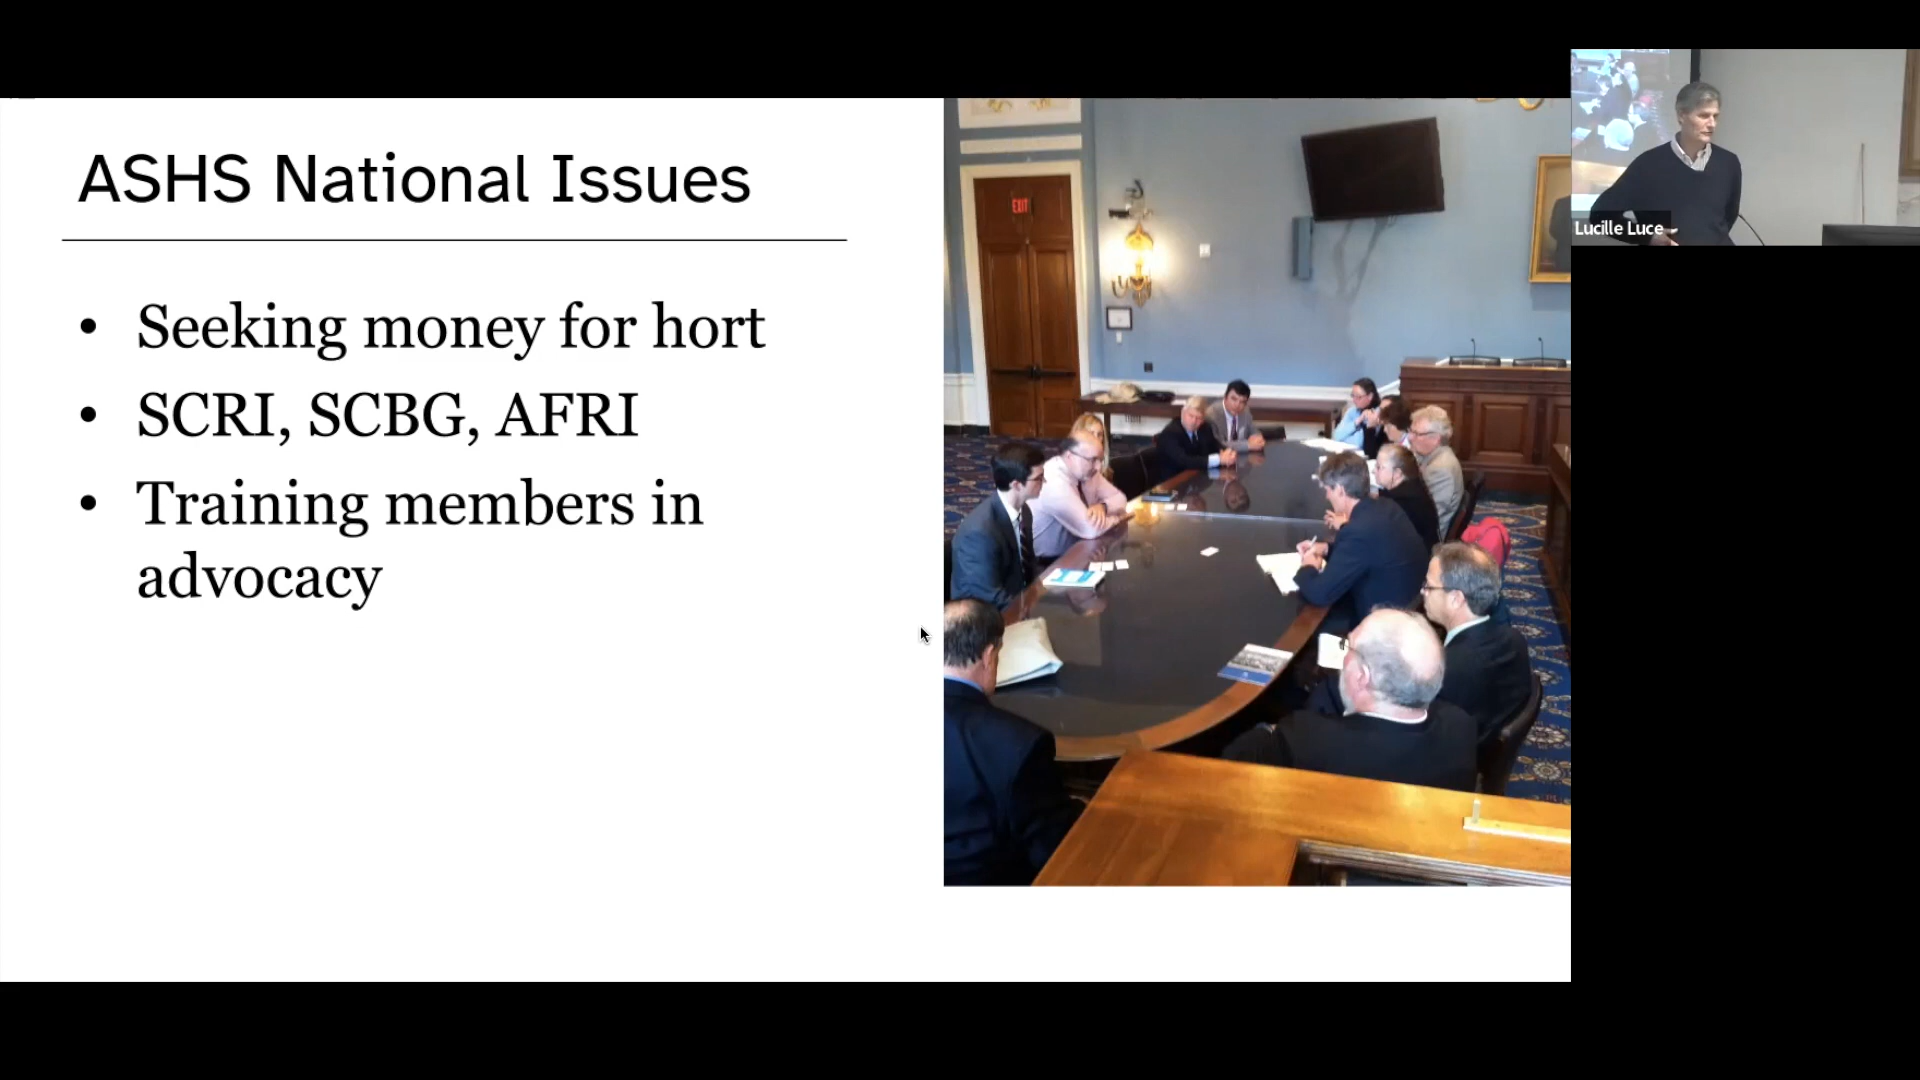 ASHS National Issues
• Seeking money for hort
• SCRI, SCBG, AFRI
• Training members in
advocacy
EXIT
Lucille Luce